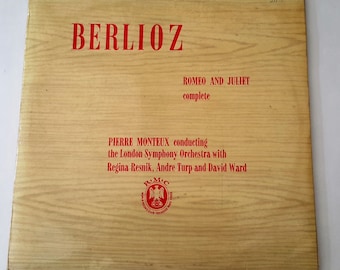 BERLIOZ
ROMEO AND JULIET
complete
PIERRE MONTEUX conducting
the London Symphony Orchestra with
Regina Resnik, Andre Turp and David Ward
R·M·C